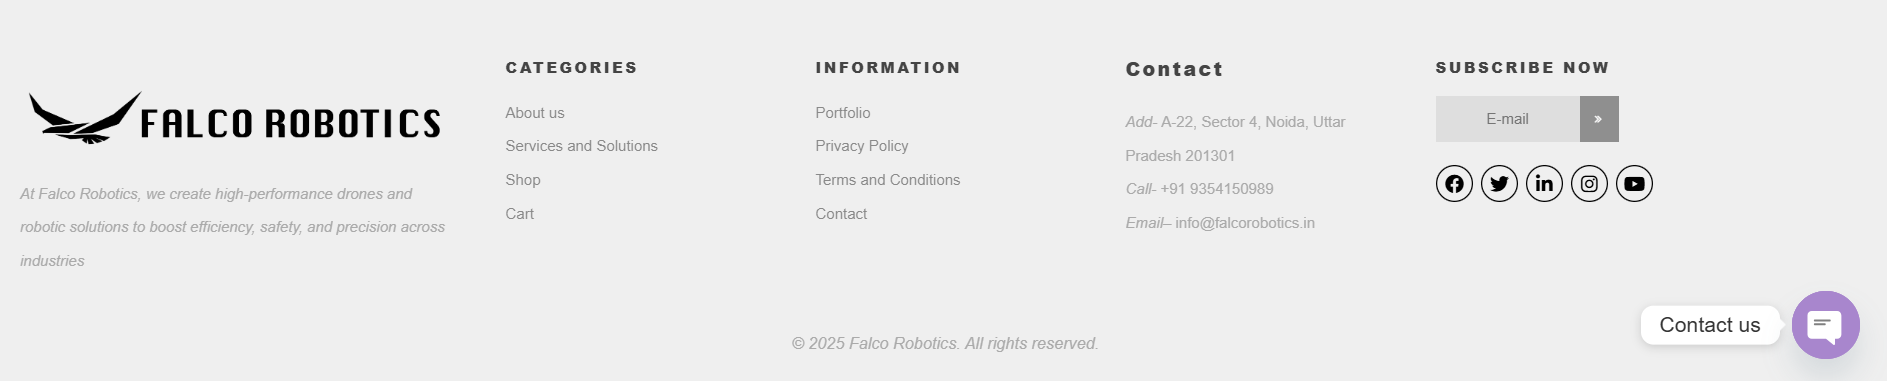 FALCO ROBOTICS
At Falco Robotics, we create high-performance drones and
robotic solutions to boost efficiency, safety, and precision across
industries
CATEGORIES
About us
Services and Solutions
Shop
Cart
INFORMATION
Portfolio
Privacy Policy
Terms and Conditions
Contact
Contact
Add- A-22, Sector 4, Noida, Uttar
Pradesh 201301
Call- +91 9354150989
Email– info@falcorobotics.in
SUBSCRIBE NOW
E-mail »
Contact us
© 2025 Falco Robotics. All rights reserved.